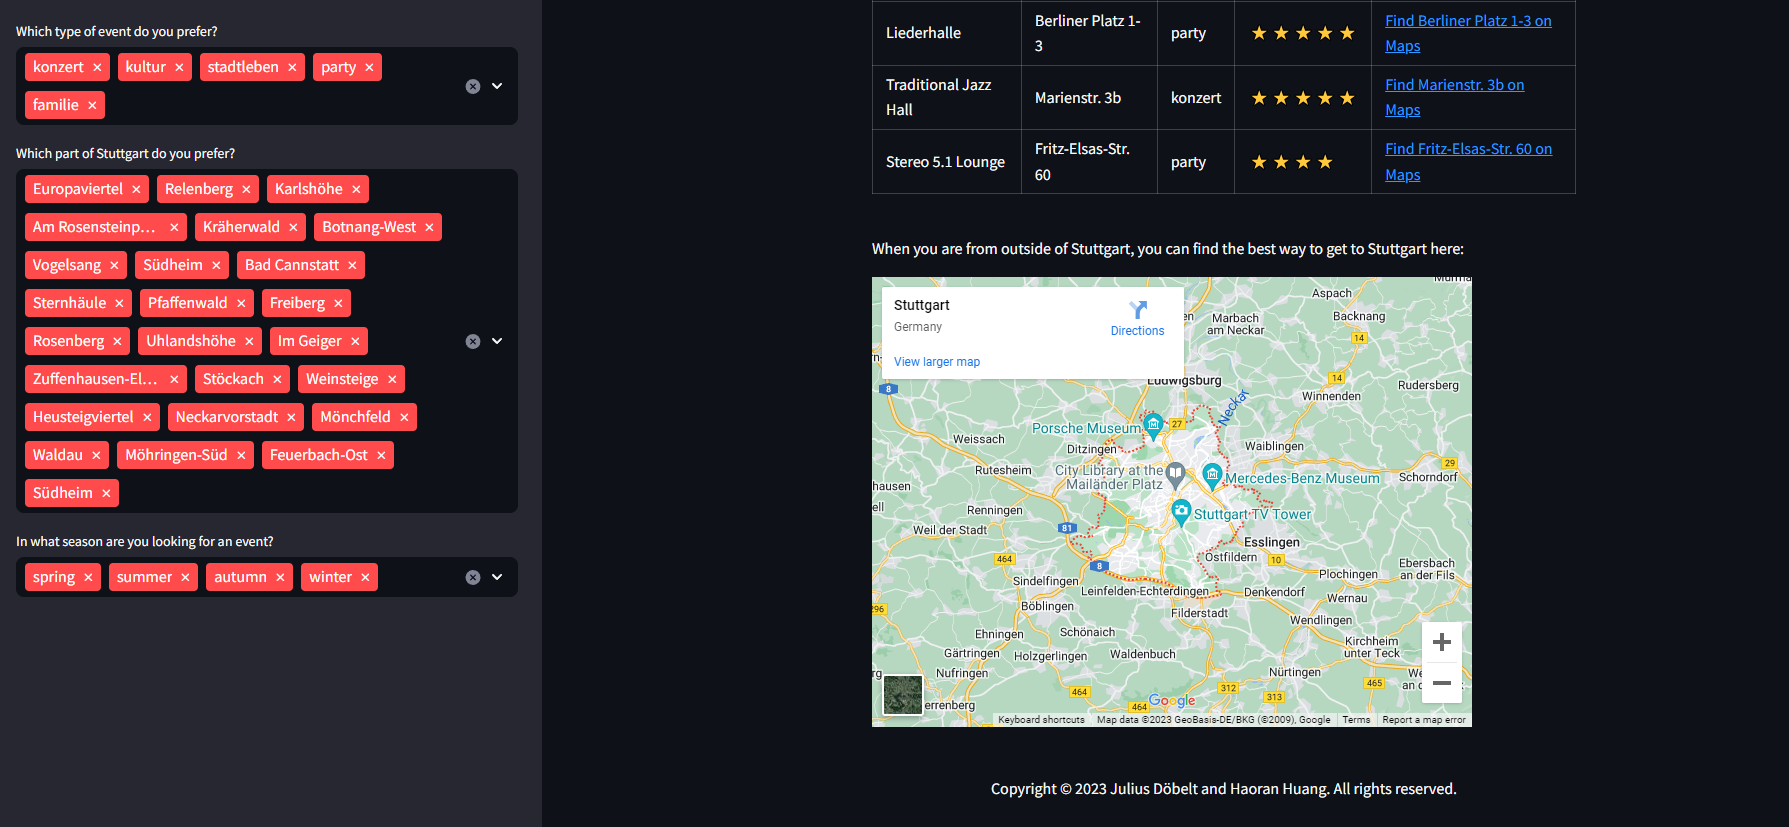 Which type of event do you prefer?
konzert × kultur × stadtleben × party ×
familie ×
Which part of Stuttgart do you prefer?
Europaviertel × Relenberg × Karlshöhe ×
Am Rosensteinp... × Kräherwald × Botnang-West ×
Vogelsang × Südheim × Bad Cannstatt ×
Sternhäule × Pfaffenwald × Freiberg ×
Rosenberg × Uhlandshöhe × Im Geiger ×
Zuffenhausen-El... × Stöckach × Weinsteige ×
Heusteigviertel × Neckarvorstadt × Mönchfeld ×
Waldau × Möhringen-Süd × Feuerbach-Ost ×
Südheim ×
In what season are you looking for an event?
spring × summer × autumn × winter ×
Liederhalle
Berliner Platz 1-
3
party
★ ★ ★ ★ ★
Find Berliner Platz 1-3 on
Maps
Traditional Jazz
Hall
Marienstr. 3b
konzert
★ ★ ★ ★ ★
Find Marienstr. 3b on
Maps
Stereo 5.1 Lounge
Fritz-Elsas-Str.
60
party
★ ★ ★ ★
Find Fritz-Elsas-Str. 60 on
Maps
When you are from outside of Stuttgart, you can find the best way to get to Stuttgart here:
Stuttgart
Germany
Directions
View larger map
Aspach
Marbach
am Neckar
Backnang
14
8
Ludwigsburg
14
Rudersberg
Neckar
Winnenden
Porsche Museum
27
Weissach
Ditzingen
Waiblingen
Rutesheim
City Library at the
Mailänder Platz
29
Mercedes-Benz Museum
Schorndorf
hausen
ell
Renningen
Stuttgart TV Tower
Weil der Stadt
81
Esslingen
464
8
Ostfildern
10
Ebersbach
an der Fils
Sindelfingen
Plochingen
Leinfelden-Echterdingen
Denkendorf
Wernau
296
Böblingen
Filderstadt
Wendlingen
Ehningen
Schönaich
Kirchheim
unter Teck
Gärtringen
Holzgerlingen
Waldenbuch
Nufringen
Nürtingen
465
464
312
313
464
errenberg
Google
Keyboard shortcuts
Map data ©2023 GeoBasis-DE/BKG (©2009), Google
Terms
Report a map error
Copyright © 2023 Julius Döbelt and Haoran Huang. All rights reserved.